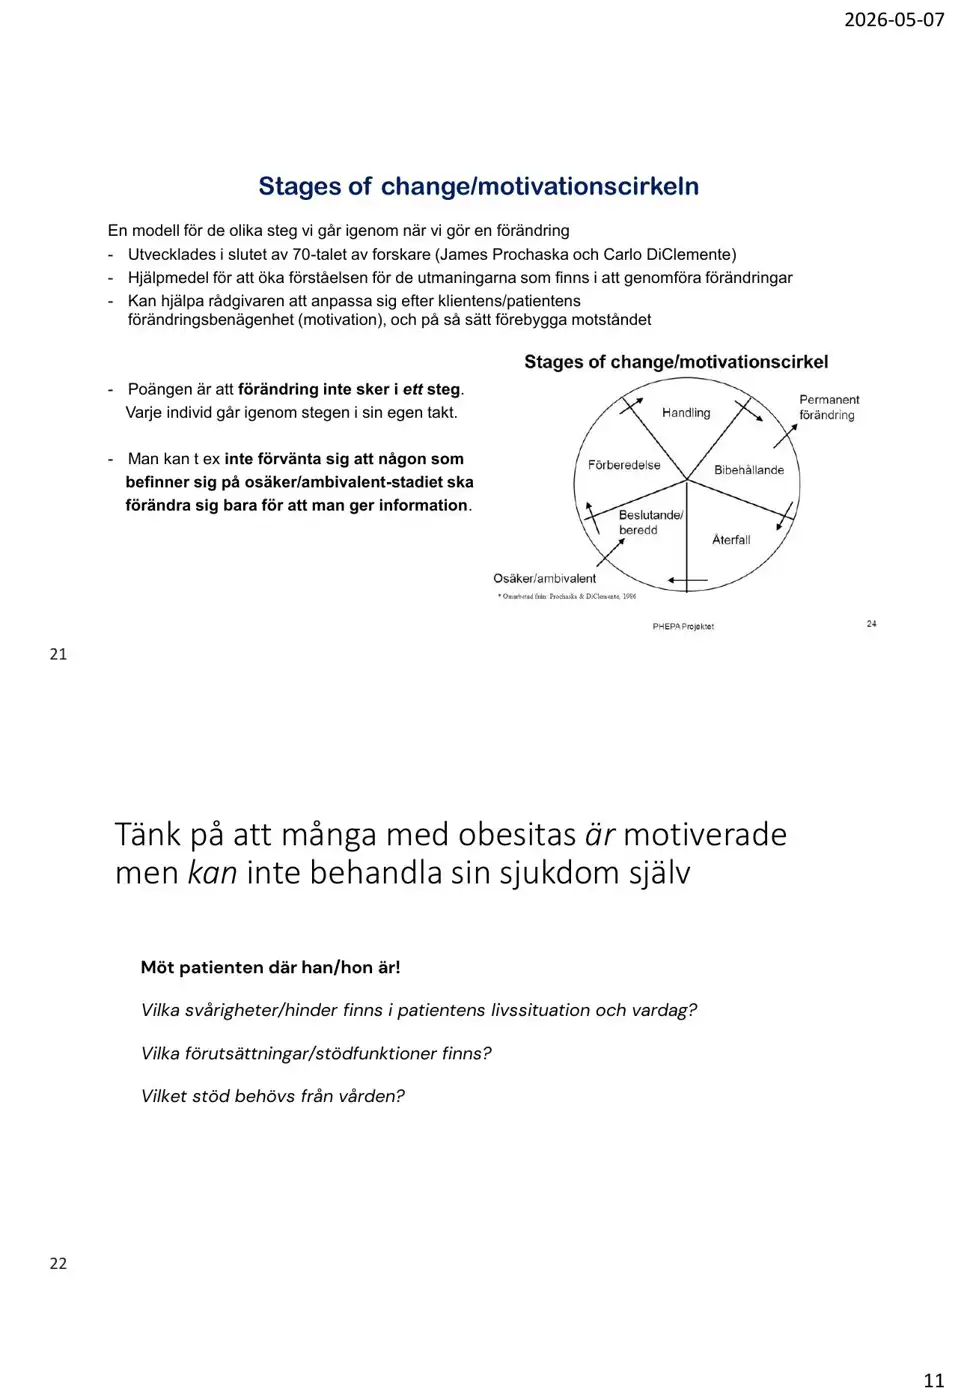 2026-05-07
Stages of change/motivationscirkeln
En modell för de olika steg vi går igenom när vi gör en förändring
- Utvecklades i slutet av 70-talet av forskare (James Prochaska och Carlo DiClemente)
- Hjälpmedel för att öka förståelsen för de utmaningarna som finns i att genomföra förändringar
- Kan hjälpa rådgivaren att anpassa sig efter klientens/patientens
förändringsbenägenhet (motivation), och på så sätt förebygga motståndet
- Poängen är att förändring inte sker i ett steg.
Varje individ går igenom stegen i sin egen takt.
- Man kan t ex inte förvänta sig att någon som
befinner sig på osäker/ambivalent-stadiet ska
förändra sig bara för att man ger information.
Stages of change/motivationscirkel
Handling
Permanent
förändring
Förberedelse
Bibehållande
Beslutande/
beredd
Återfall
Osäker/ambivalent
* Omarbetad från: Prochaska & DiClemente, 1986
PHEPA Projektet
24
21
Tänk på att många med obesitas är motiverade
men kan inte behandla sin sjukdom själv
Möt patienten där han/hon är!
Vilka svårigheter/hinder finns i patientens livssituation och vardag?
Vilka förutsättningar/stödfunktioner finns?
Vilket stöd behövs från vården?
22
11